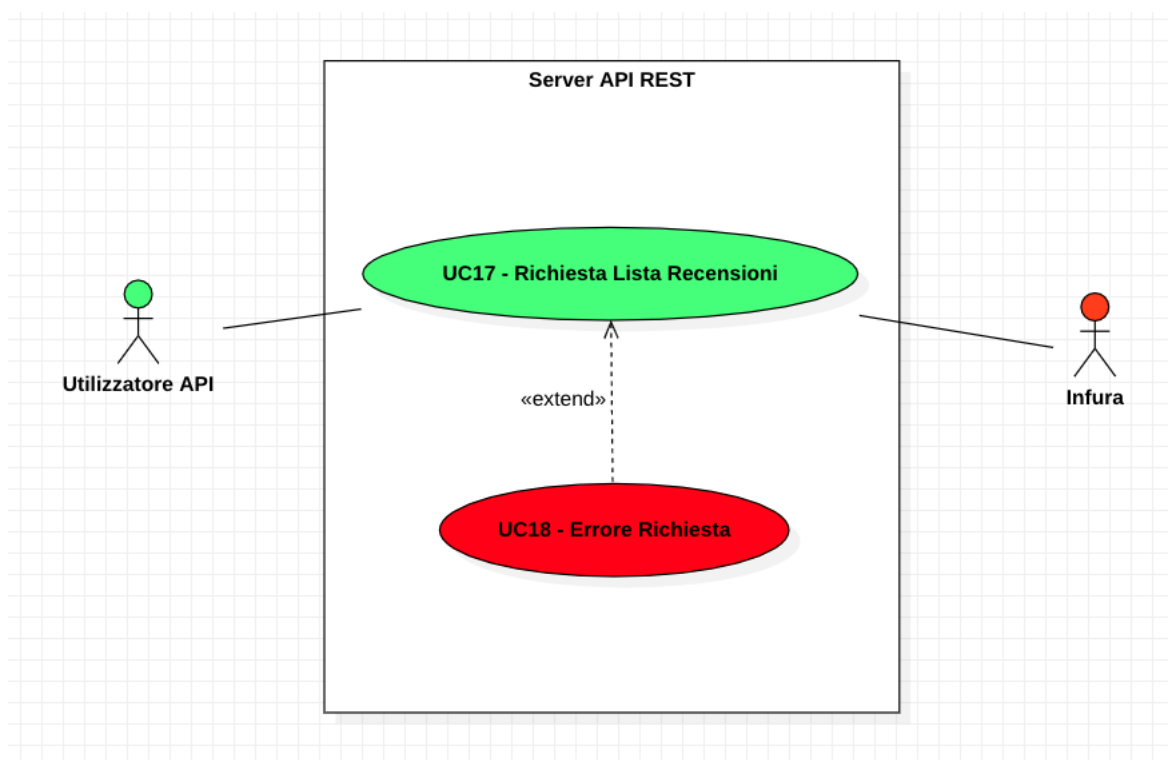 Server API REST
UC17 - Richiesta Lista Recensioni
Utilizzatore API
Infura
«extend»
UC18 - Errore Richiesta